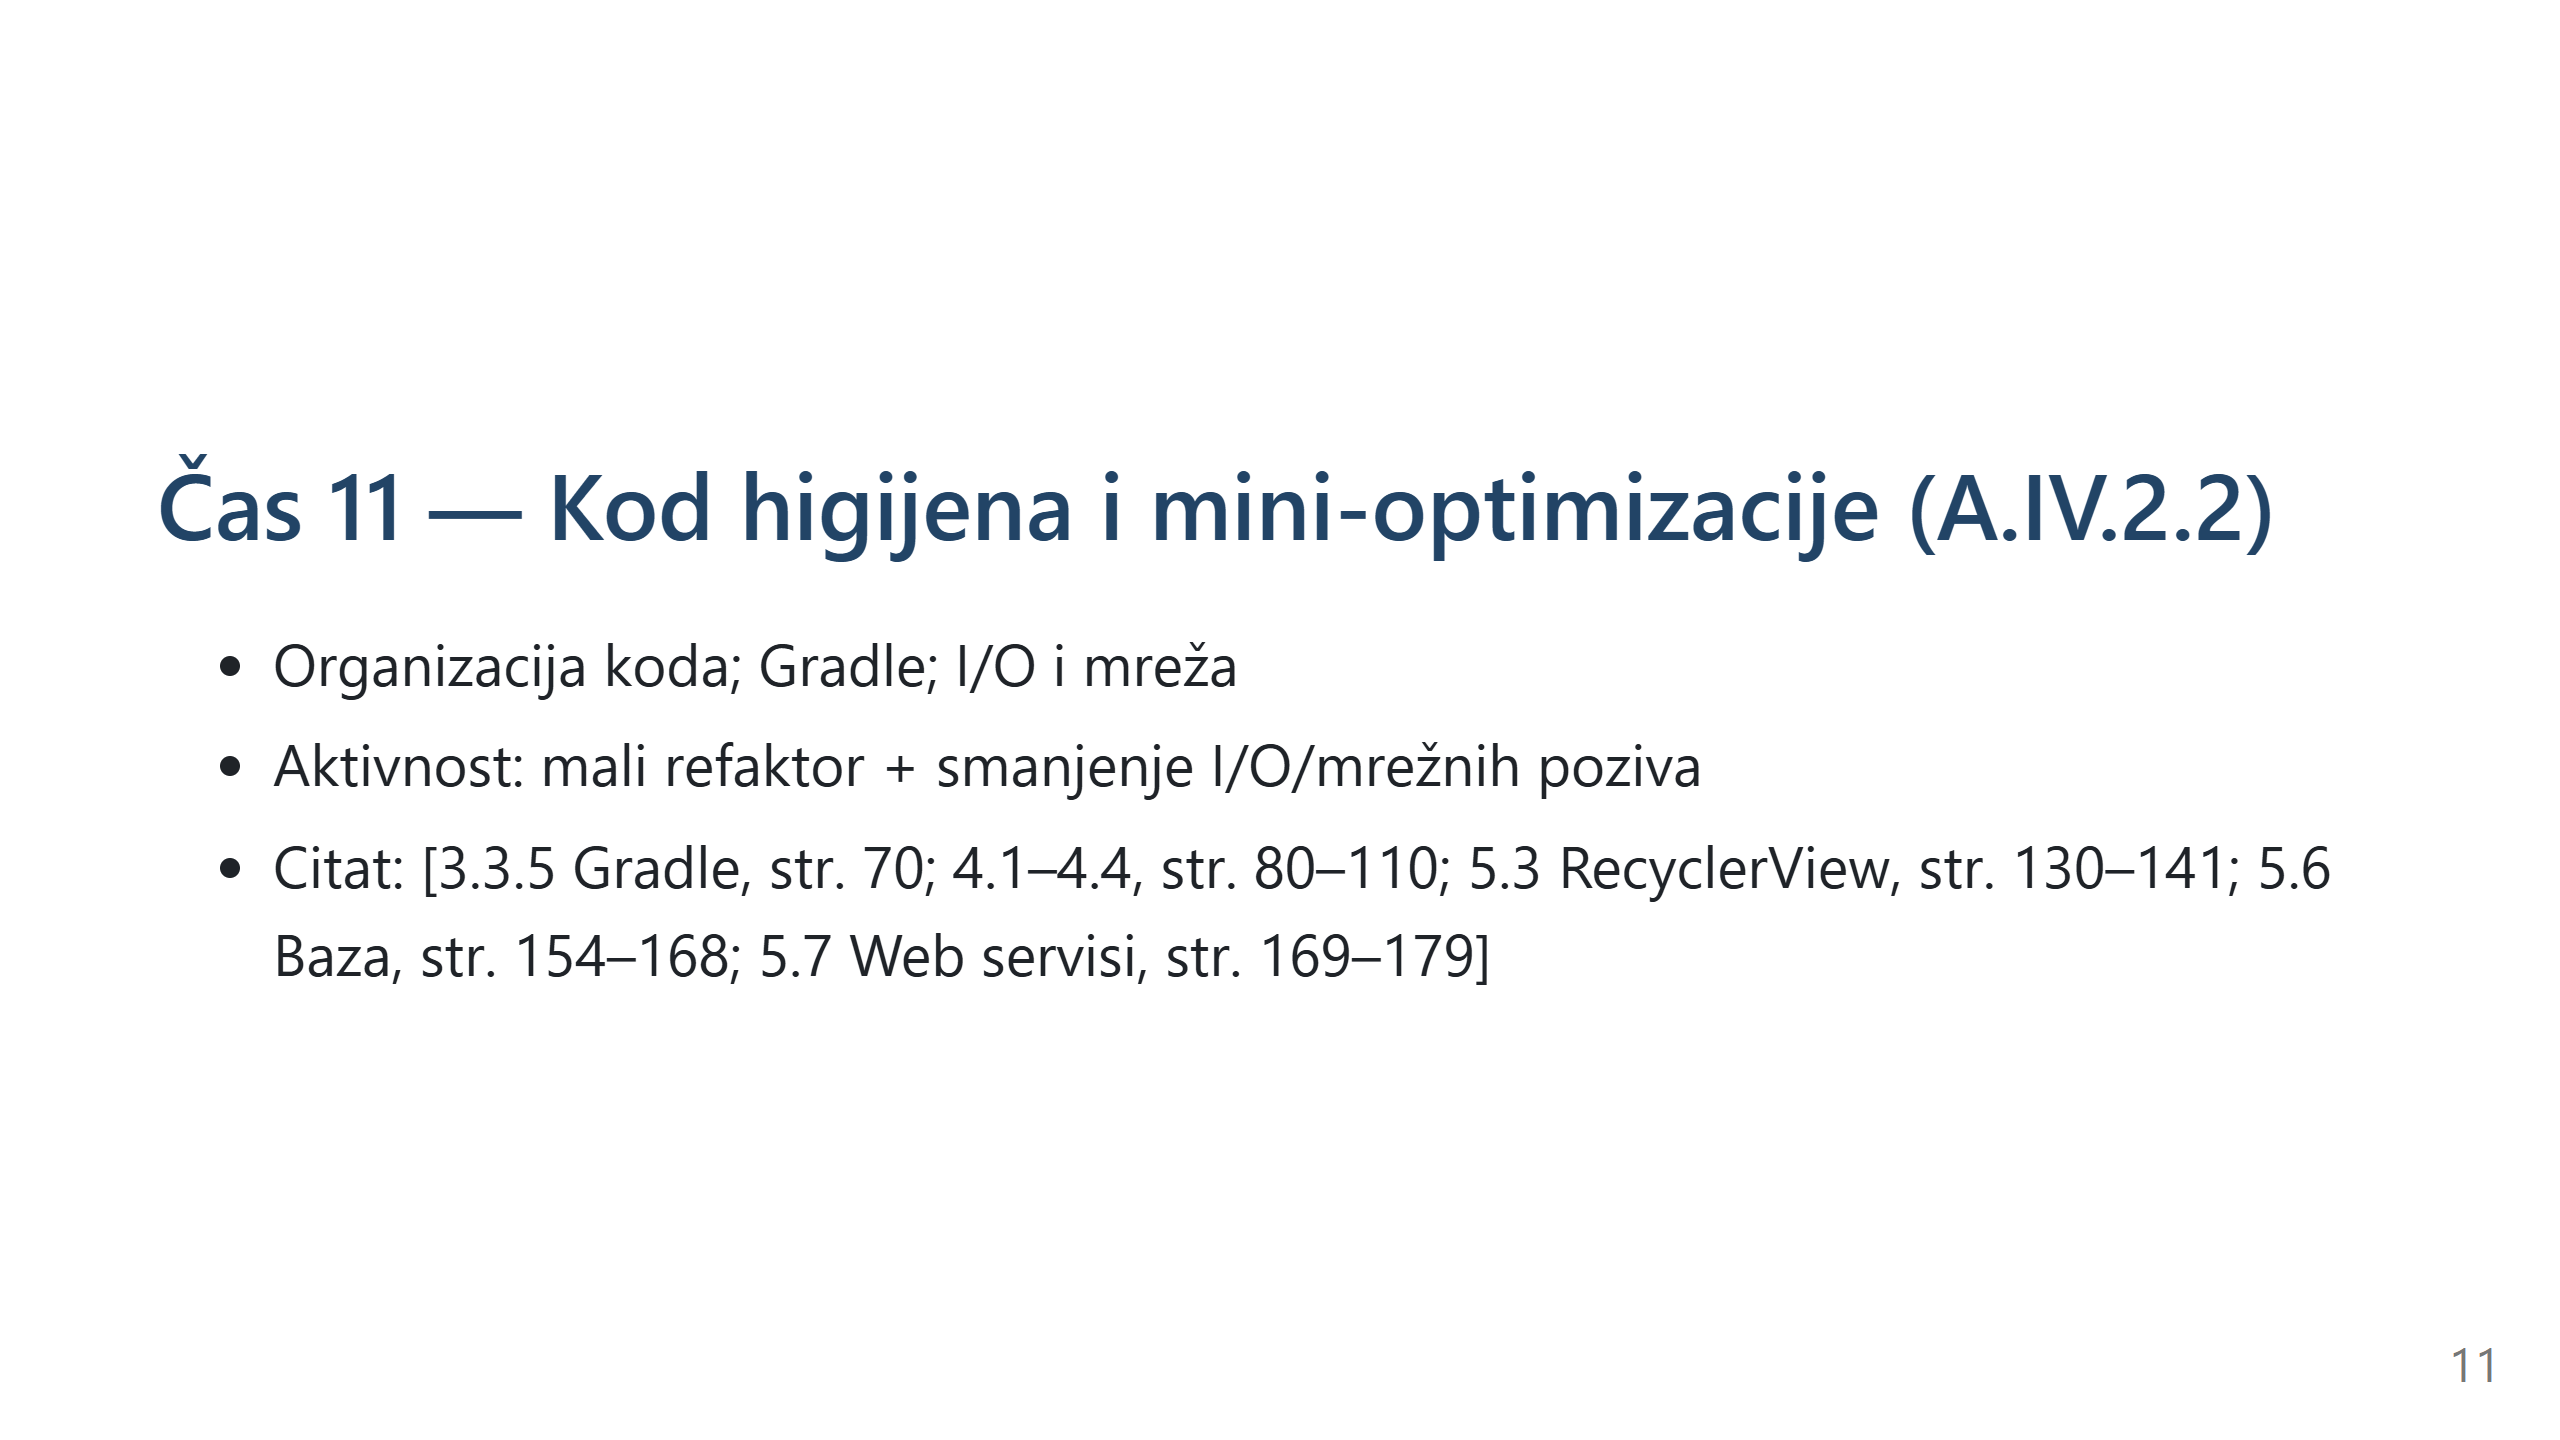 Čas 11 — Kod higijena i mini-optimizacije (A.IV.2.2)
• Organizacija koda; Gradle; I/O i mreža
• Aktivnost: mali refaktor + smanjenje I/O/mrežnih poziva
• Citat: [3.3.5 Gradle, str. 70; 4.1–4.4, str. 80–110; 5.3 RecyclerView, str. 130–141; 5.6
Baza, str. 154–168; 5.7 Web servisi, str. 169–179]
11